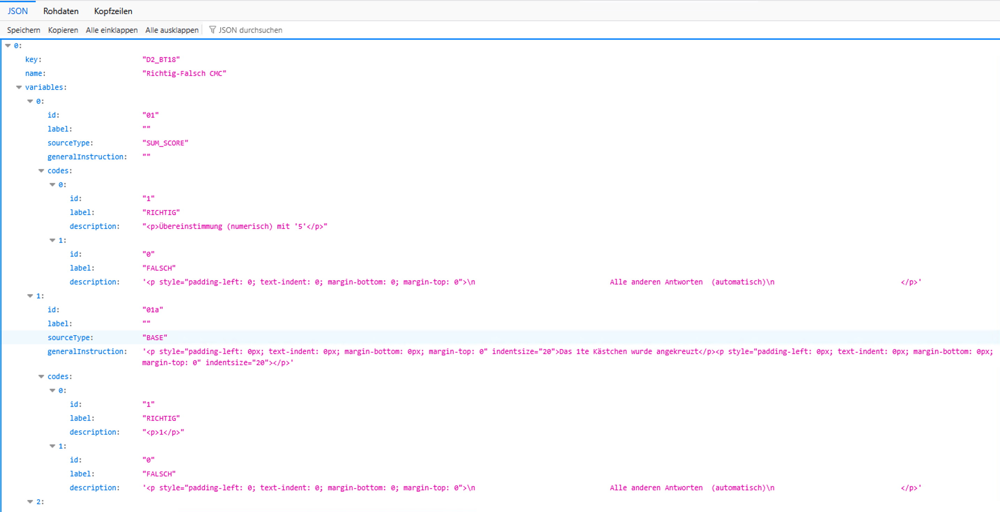 JSON Rohdaten Kopfzeilen
Speichern Kopieren Alle einklappen Alle ausklappen JSON durchsuchen
0:
key: "D2_BT18"
name: "Richtig-Falsch CMC"
variables:
0:
id: "01"
label: ""
sourceType: "SUM_SCORE"
generalInstruction: ""
codes:
0:
id: "1"
label: "RICHTIG"
description: "<p>Übereinstimmung (numerisch) mit '5'</p>"
1:
id: "0"
label: "FALSCH"
description: '<p style="padding-left: 0; text-indent: 0; margin-bottom: 0; margin-top: 0">\n Alle anderen Antworten (automatisch)\n </p>'
1:
id: "01a"
label: ""
sourceType: "BASE"
generalInstruction: '<p style="padding-left: 0px; text-indent: 0px; margin-bottom: 0px; margin-top: 0" indentsize="20">Das 1te Kästchen wurde angekreuzt</p><p style="padding-left: 0px; text-indent: 0px; margin-bottom: 0px;
margin-top: 0" indentsize="20"></p>'
codes:
0:
id: "1"
label: "RICHTIG"
description: "<p>1</p>"
1:
id: "0"
label: "FALSCH"
description: '<p style="padding-left: 0; text-indent: 0; margin-bottom: 0; margin-top: 0">\n Alle anderen Antworten (automatisch)\n </p>'
2: